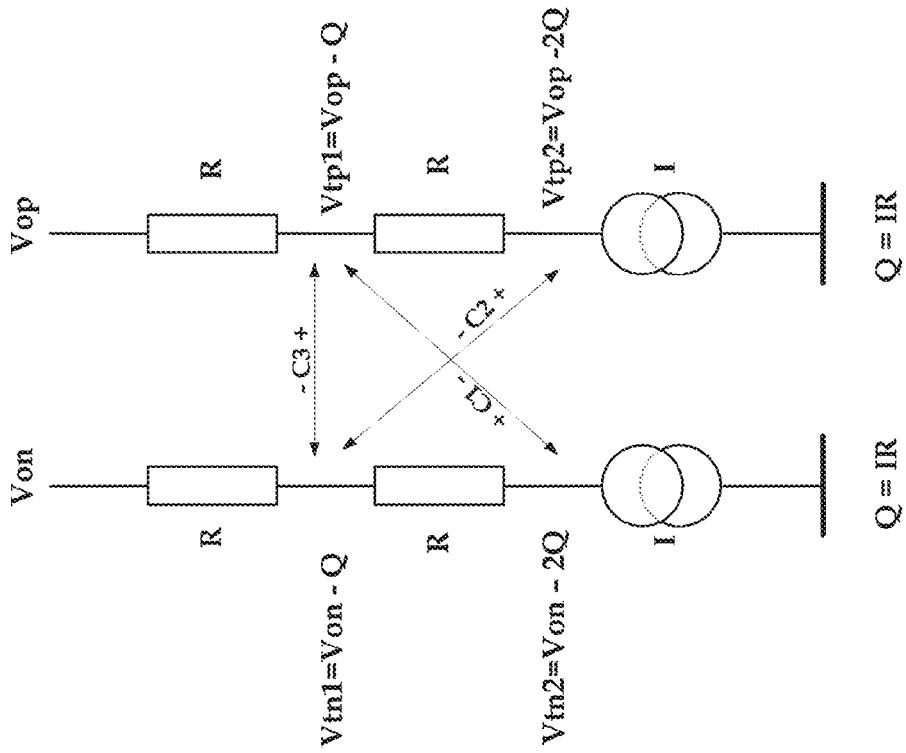 Von
Vop
R
R
Vtn1=Von - Q
- C3 +
Vtp1=Vop - Q
R
R
- C2 +
+ C1 -
Vtn2=Von – 2Q
Vtp2=Vop -2Q
I
I
Q = IR
Q = IR